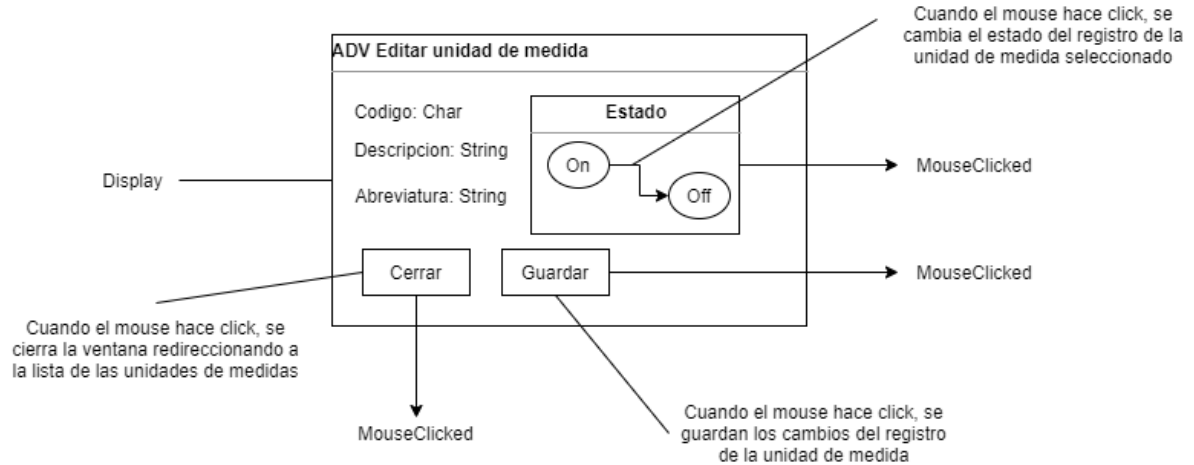 Cuando el mouse hace click, se
cambia el estado del registro de la
unidad de medida seleccionado
ADV Editar unidad de medida
Codigo: Char
Estado
Descripcion: String
On
MouseClicked
Display
Abreviatura: String
Off
Cerrar
Guardar
MouseClicked
Cuando el mouse hace click, se
cierra la ventana redireccionando a
la lista de las unidades de medidas
MouseClicked
Cuando el mouse hace click, se
guardan los cambios del registro
de la unidad de medida